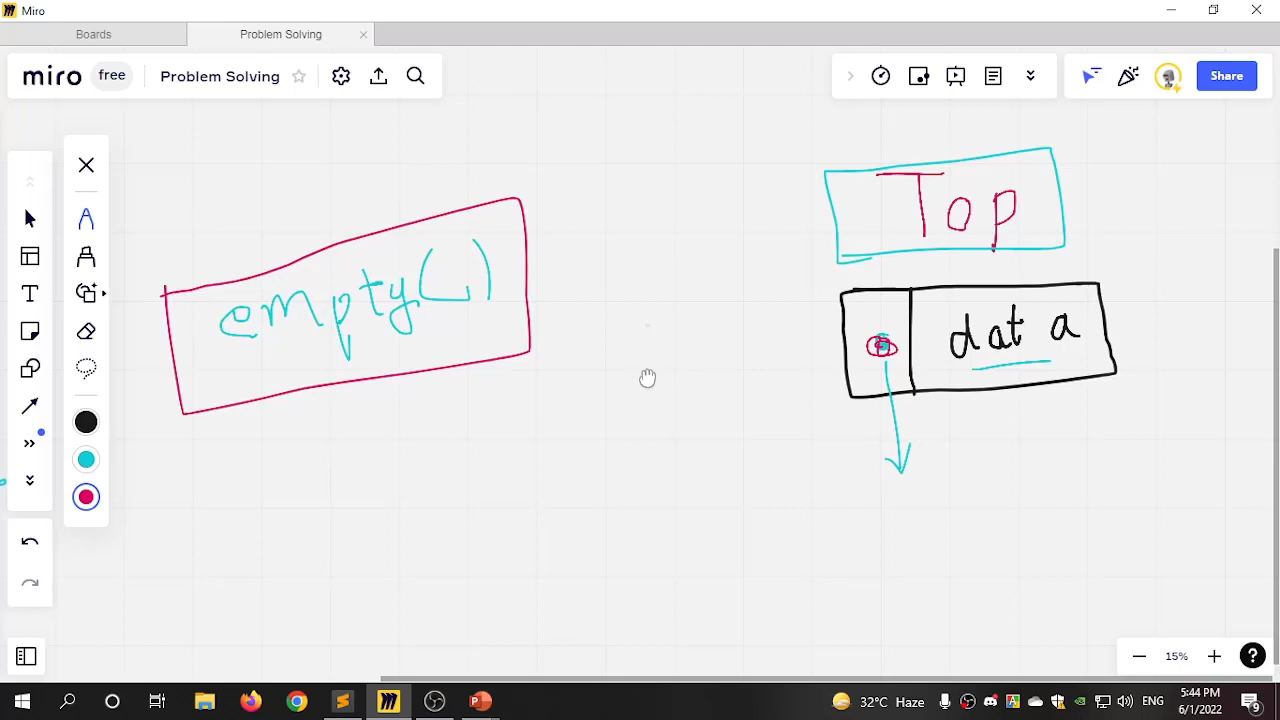 Miro
Boards
Problem Solving
miro
free
Problem Solving
Share
empty()
Top
data
15%
32°C Haze
ENG
5:44 PM
6/1/2022
9